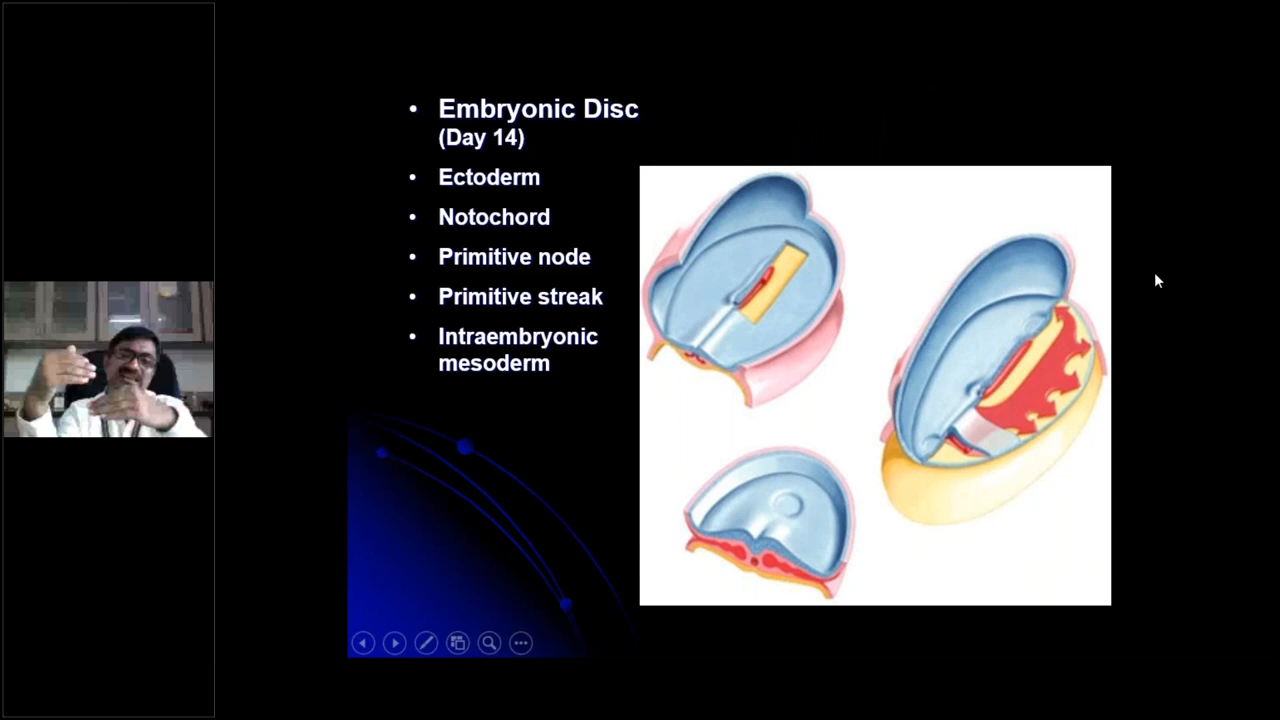 Embryonic Disc
(Day 14)
Ectoderm
Notochord
Primitive node
Primitive streak
Intraembryonic
mesoderm